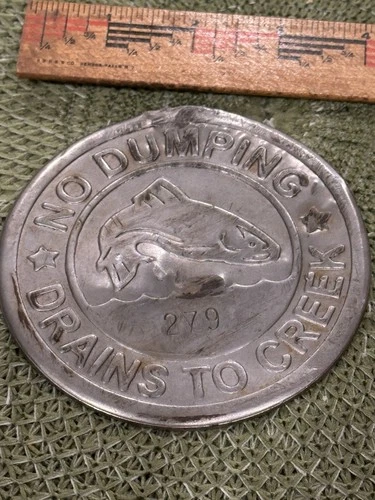 NO DUMPING
279
DRAINS TO CREEK